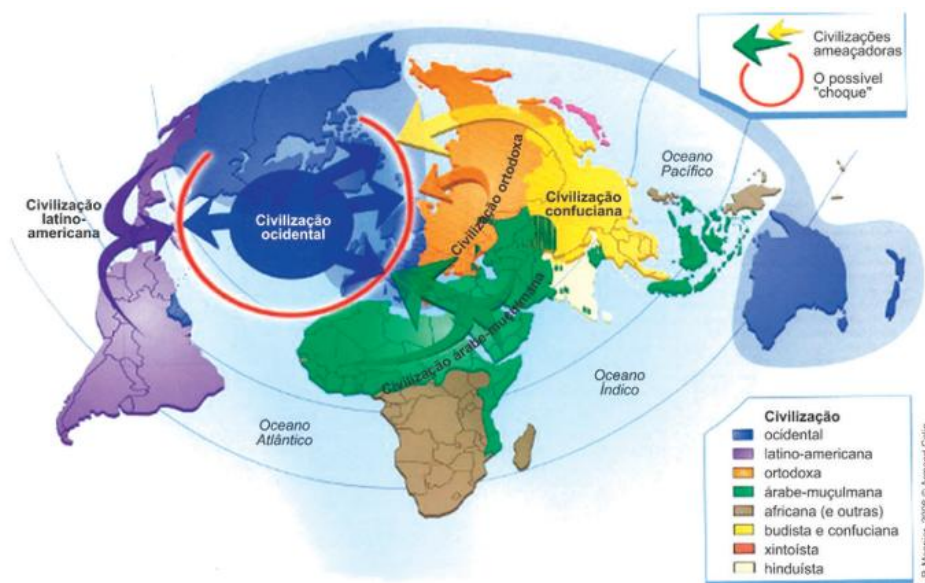 Civilizações
ameaçadoras
O possível
"choque"
Oceano
Pacífico
Civilização
latino-
americana
Civilização
ocidental
Civilização ortodoxa
Civilização
confuciana
Civilização árabe-muçulmana
Oceano
Índico
Oceano
Atlântico
Civilização
ocidental
latino-americana
ortodoxa
árabe-muçulmana
africana (e outras)
budista e confuciana
xintoísta
hinduísta